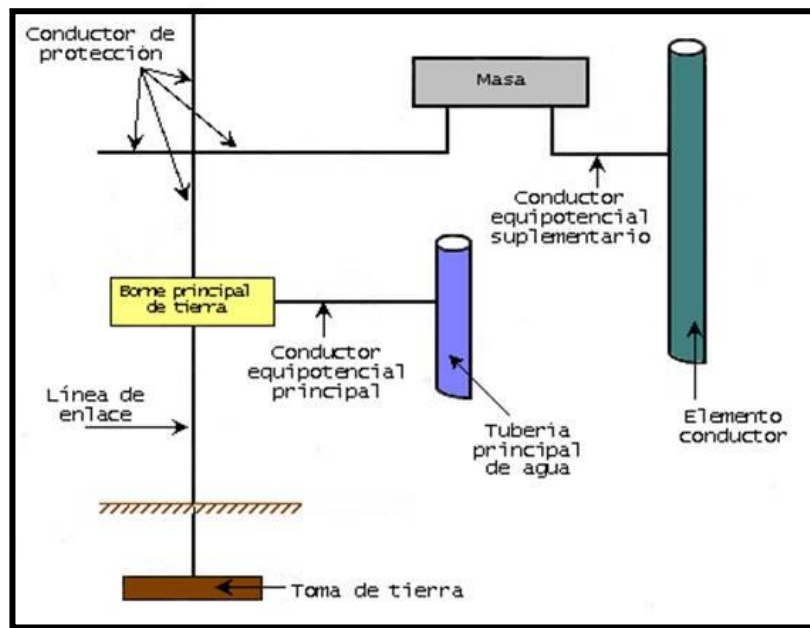 Conductor de
protección
Masa
Conductor
equipotencial
suplementario
Borne principal
de tierra
Conductor
equipotencial
principal
Línea de
enlace
Tuberia
principal
de agua
Elemento
conductor
Toma de tierra